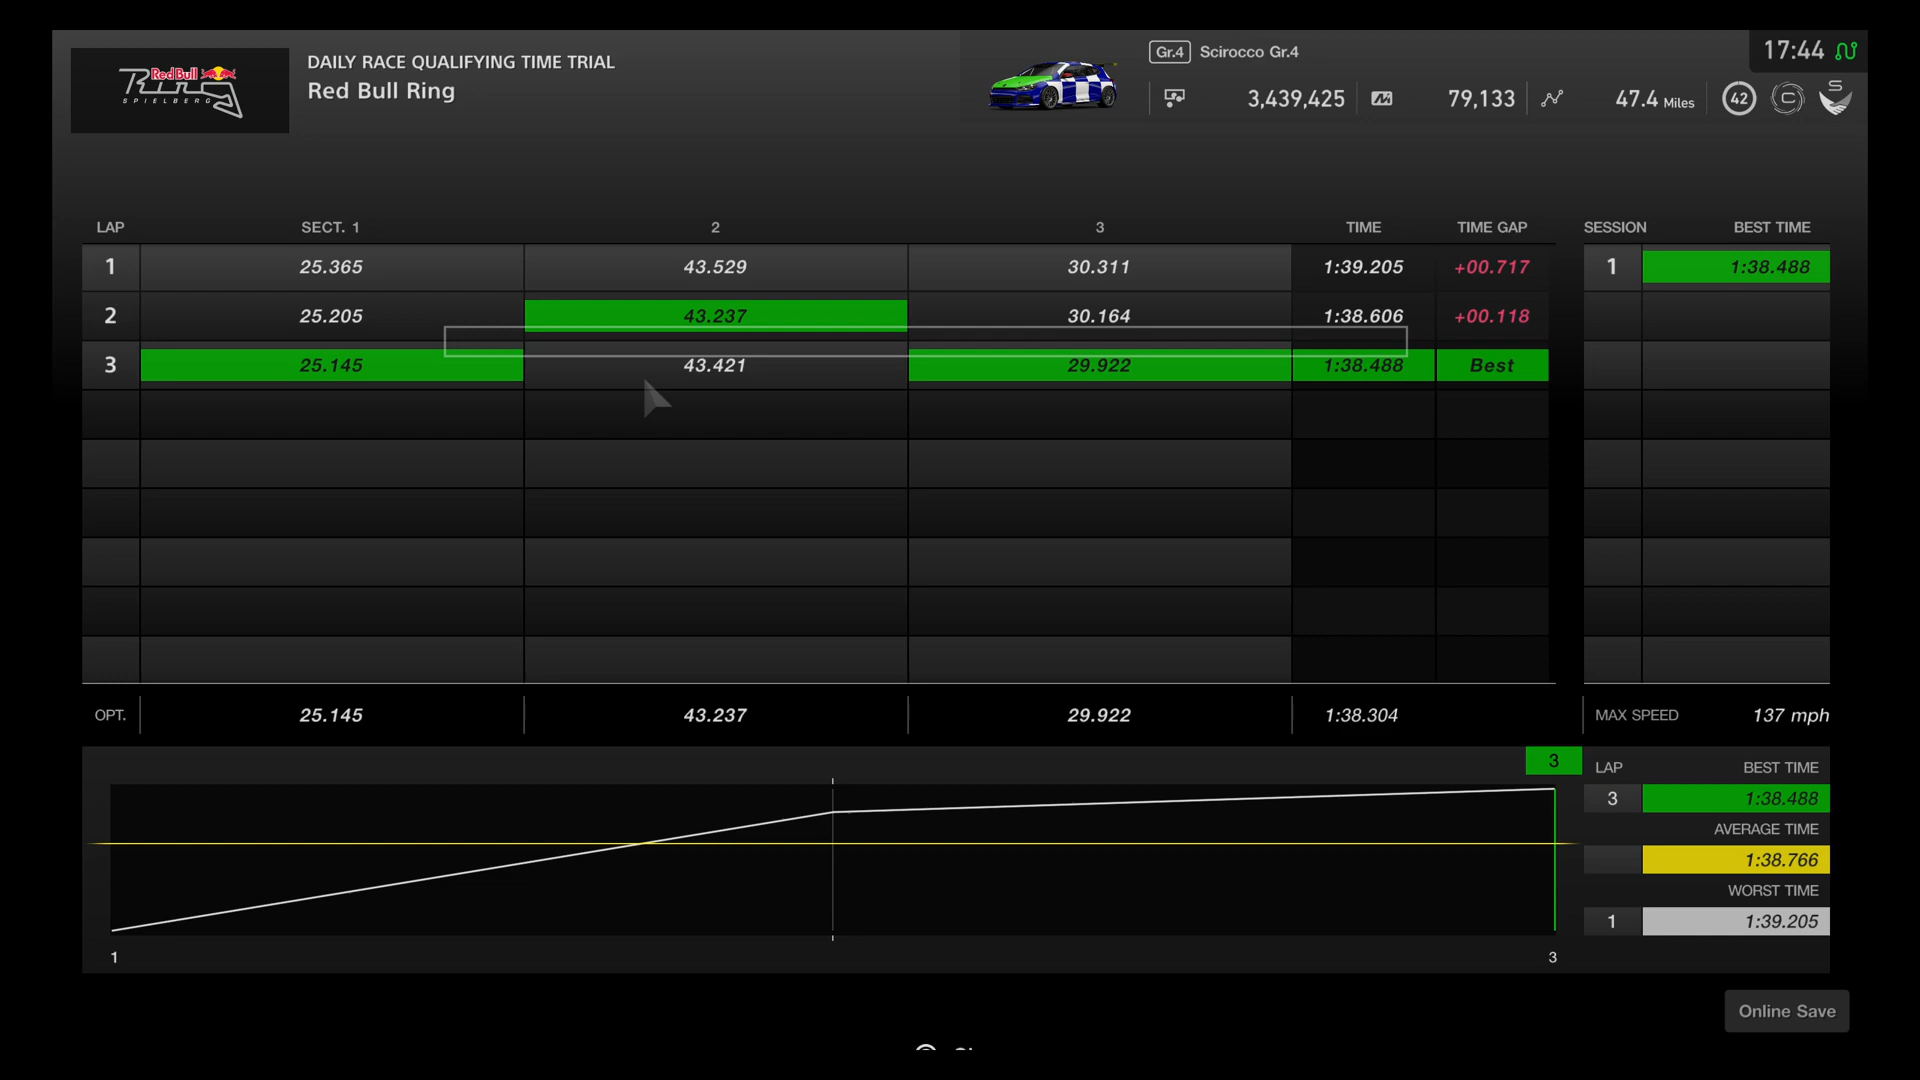 Red Bull
Ring
SPIELBERG
DAILY RACE QUALIFYING TIME TRIAL
Red Bull Ring
Gr.4 Scirocco Gr.4
17:44
3,439,425 79,133 47.4 Miles 42 C S
LAP SECT. 1 2 3 TIME TIME GAP SESSION BEST TIME
1 25.365 43.529 30.311 1:39.205 +00.717 1 1:38.488
2 25.205 43.237 30.164 1:38.606 +00.118
3 25.145 43.421 29.922 1:38.488 Best
OPT. 25.145 43.237 29.922 1:38.304 MAX SPEED 137 mph
3 LAP BEST TIME
3 1:38.488
AVERAGE TIME
1:38.766
WORST TIME
1 1:39.205
1 3
Online Save